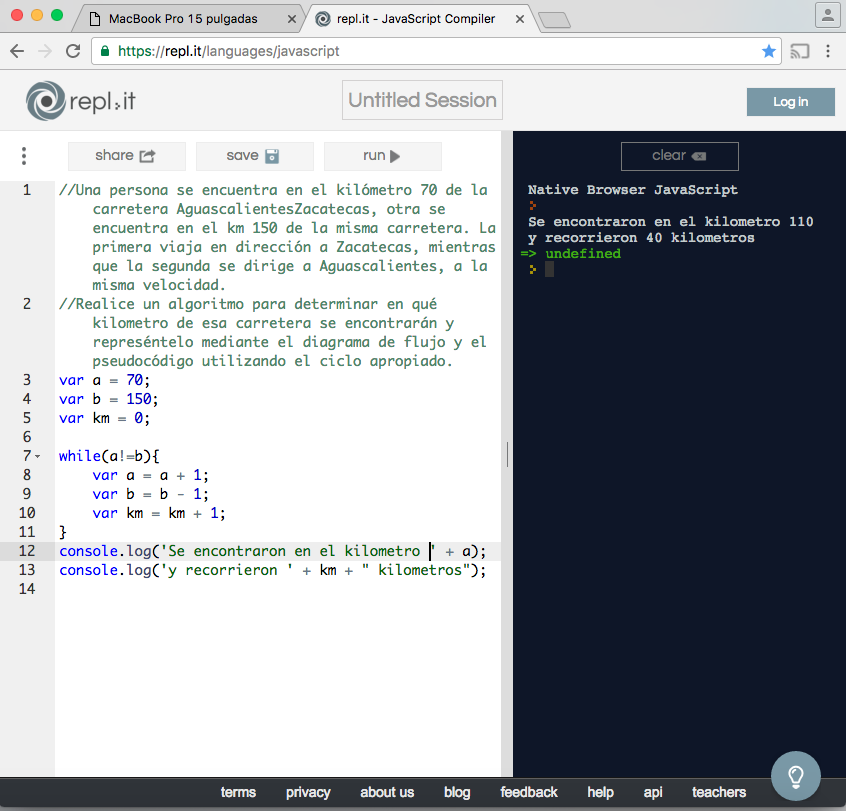 MacBook Pro 15 pulgadas
repl.it - JavaScript Compiler
https://repl.it/languages/javascript
repl.it
Untitled Session
Log in
share
save
run
clear
1 //Una persona se encuentra en el kilómetro 70 de la
carretera AguascalientesZacatecas, otra se
encuentra en el km 150 de la misma carretera. La
primera viaja en dirección a Zacatecas, mientras
que la segunda se dirige a Aguascalientes, a la
misma velocidad.
2 //Realice un algoritmo para determinar en qué
kilometro de esa carretera se encontrarán y
represéntelo mediante el diagrama de flujo y el
pseudocódigo utilizando el ciclo apropiado.
3 var a = 70;
4 var b = 150;
5 var km = 0;
6
7 while(a!=b){
8 var a = a + 1;
9 var b = b - 1;
10 var km = km + 1;
11 }
12 console.log('Se encontraron en el kilometro ' + a);
13 console.log('y recorrieron ' + km + " kilometros");
14
Native Browser JavaScript
Se encontraron en el kilometro 110
y recorrieron 40 kilometros
=> undefined
terms privacy about us blog feedback help api teachers